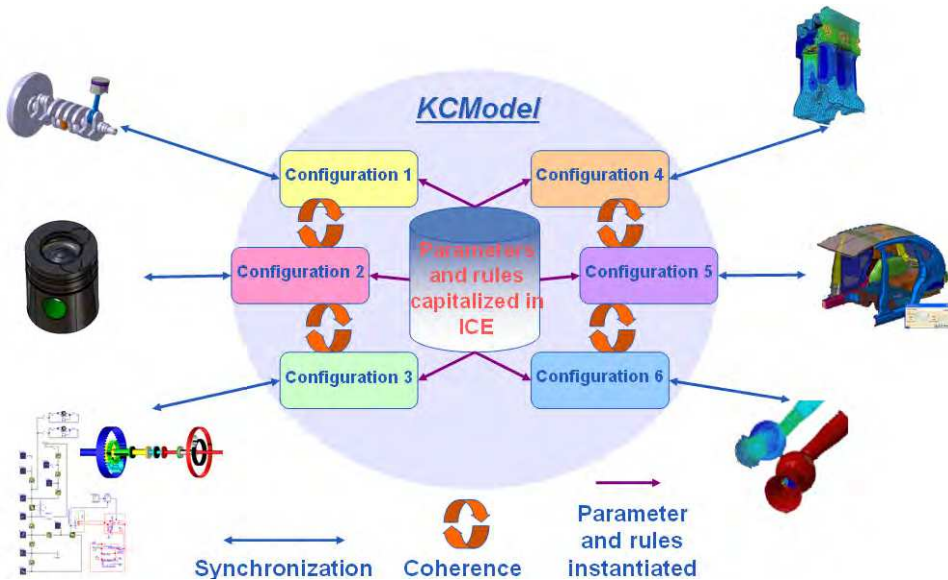 KCModel
Configuration 1
Configuration 4
Configuration 2
Parameters
and rules
capitalized in
ICE
Configuration 5
Configuration 3
Configuration 6
Synchronization
Coherence
Parameter
and rules
instantiated